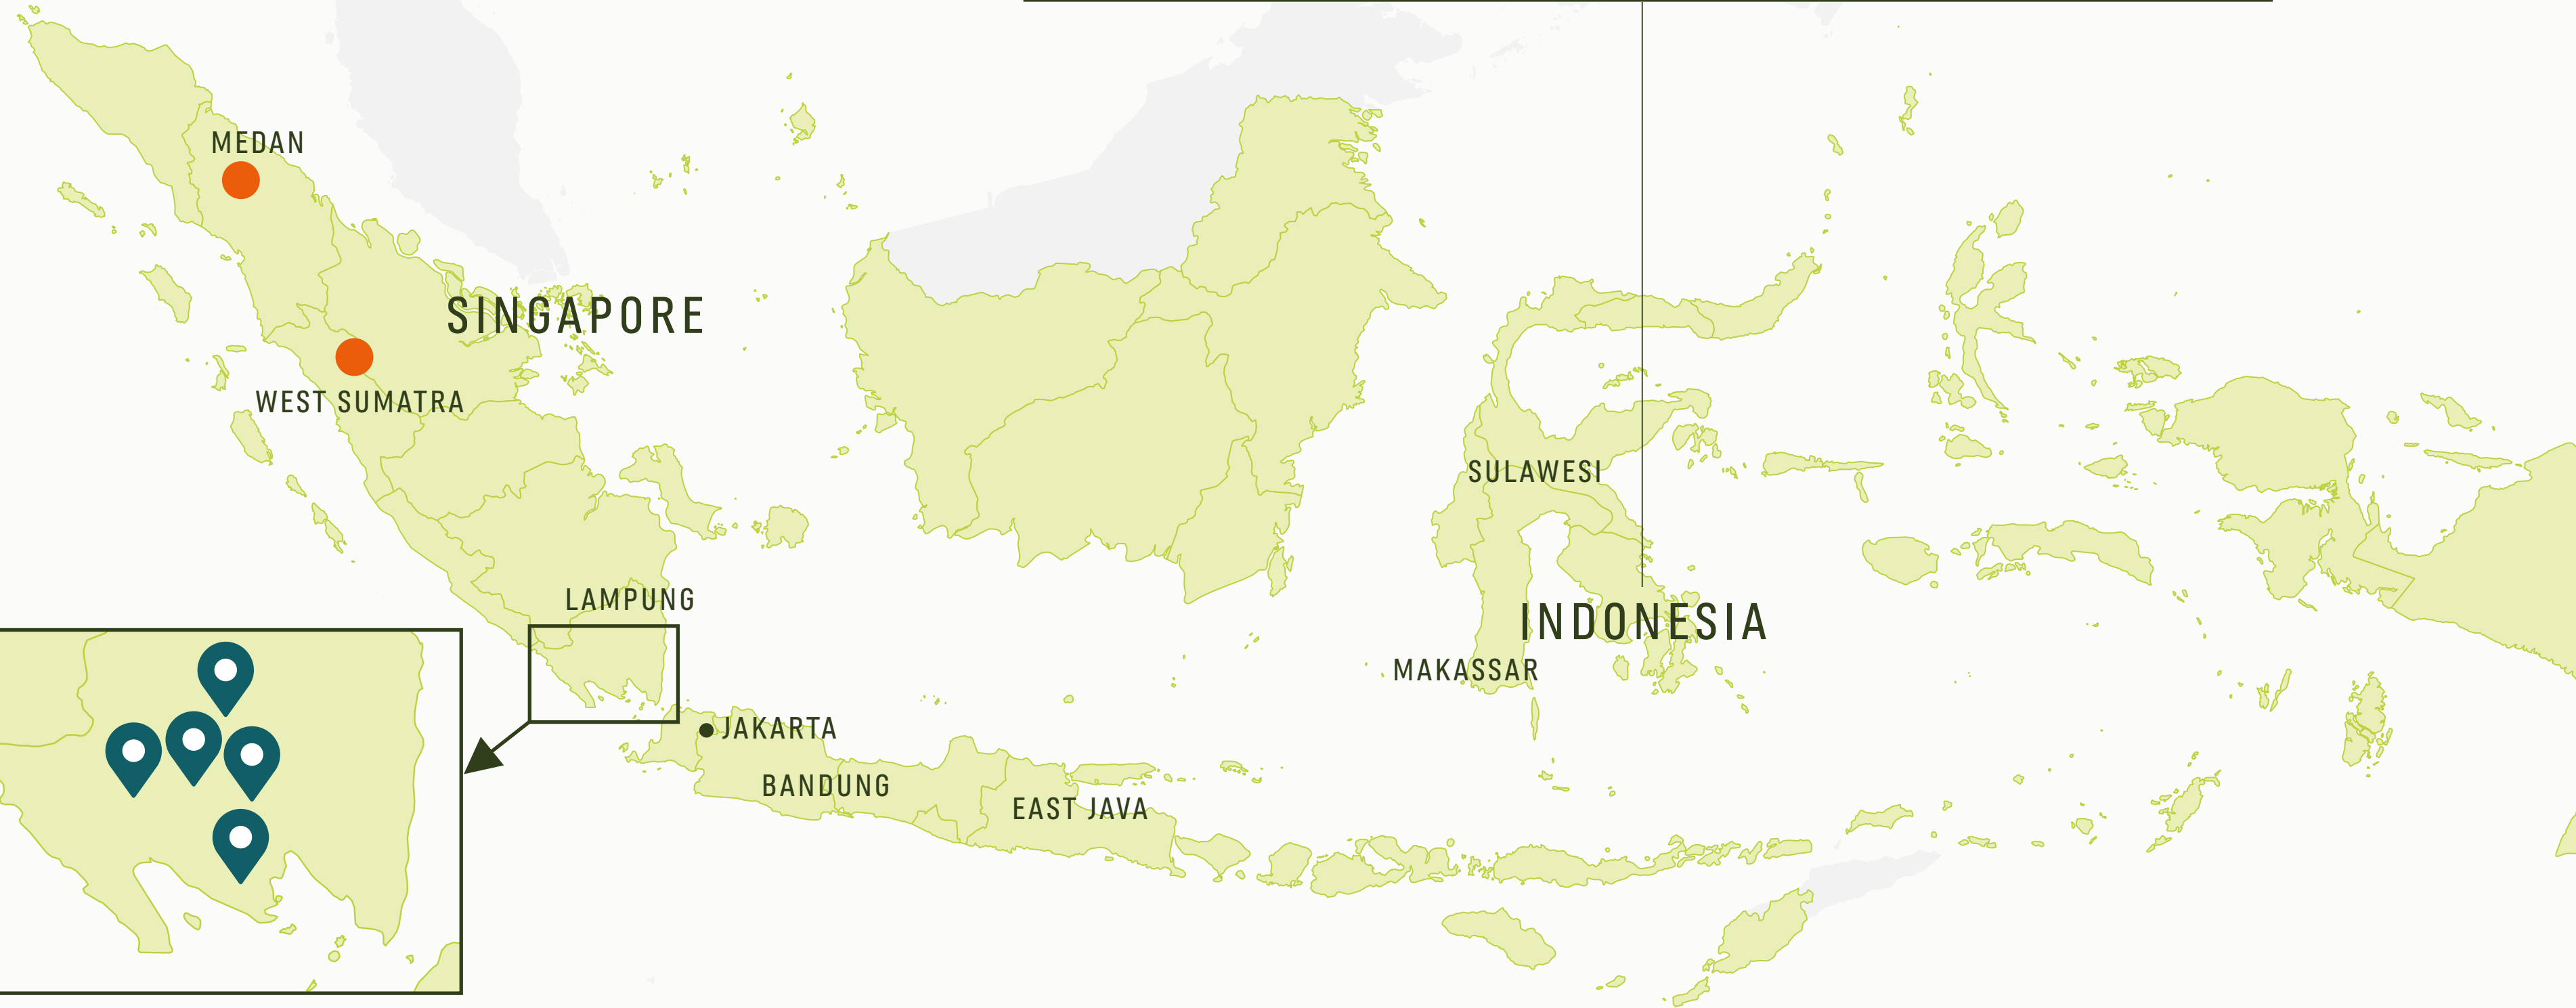 MEDAN
SINGAPORE
WEST SUMATRA
SULAWESI
LAMPUNG
INDONESIA
MAKASSAR
JAKARTA
BANDUNG
EAST JAVA